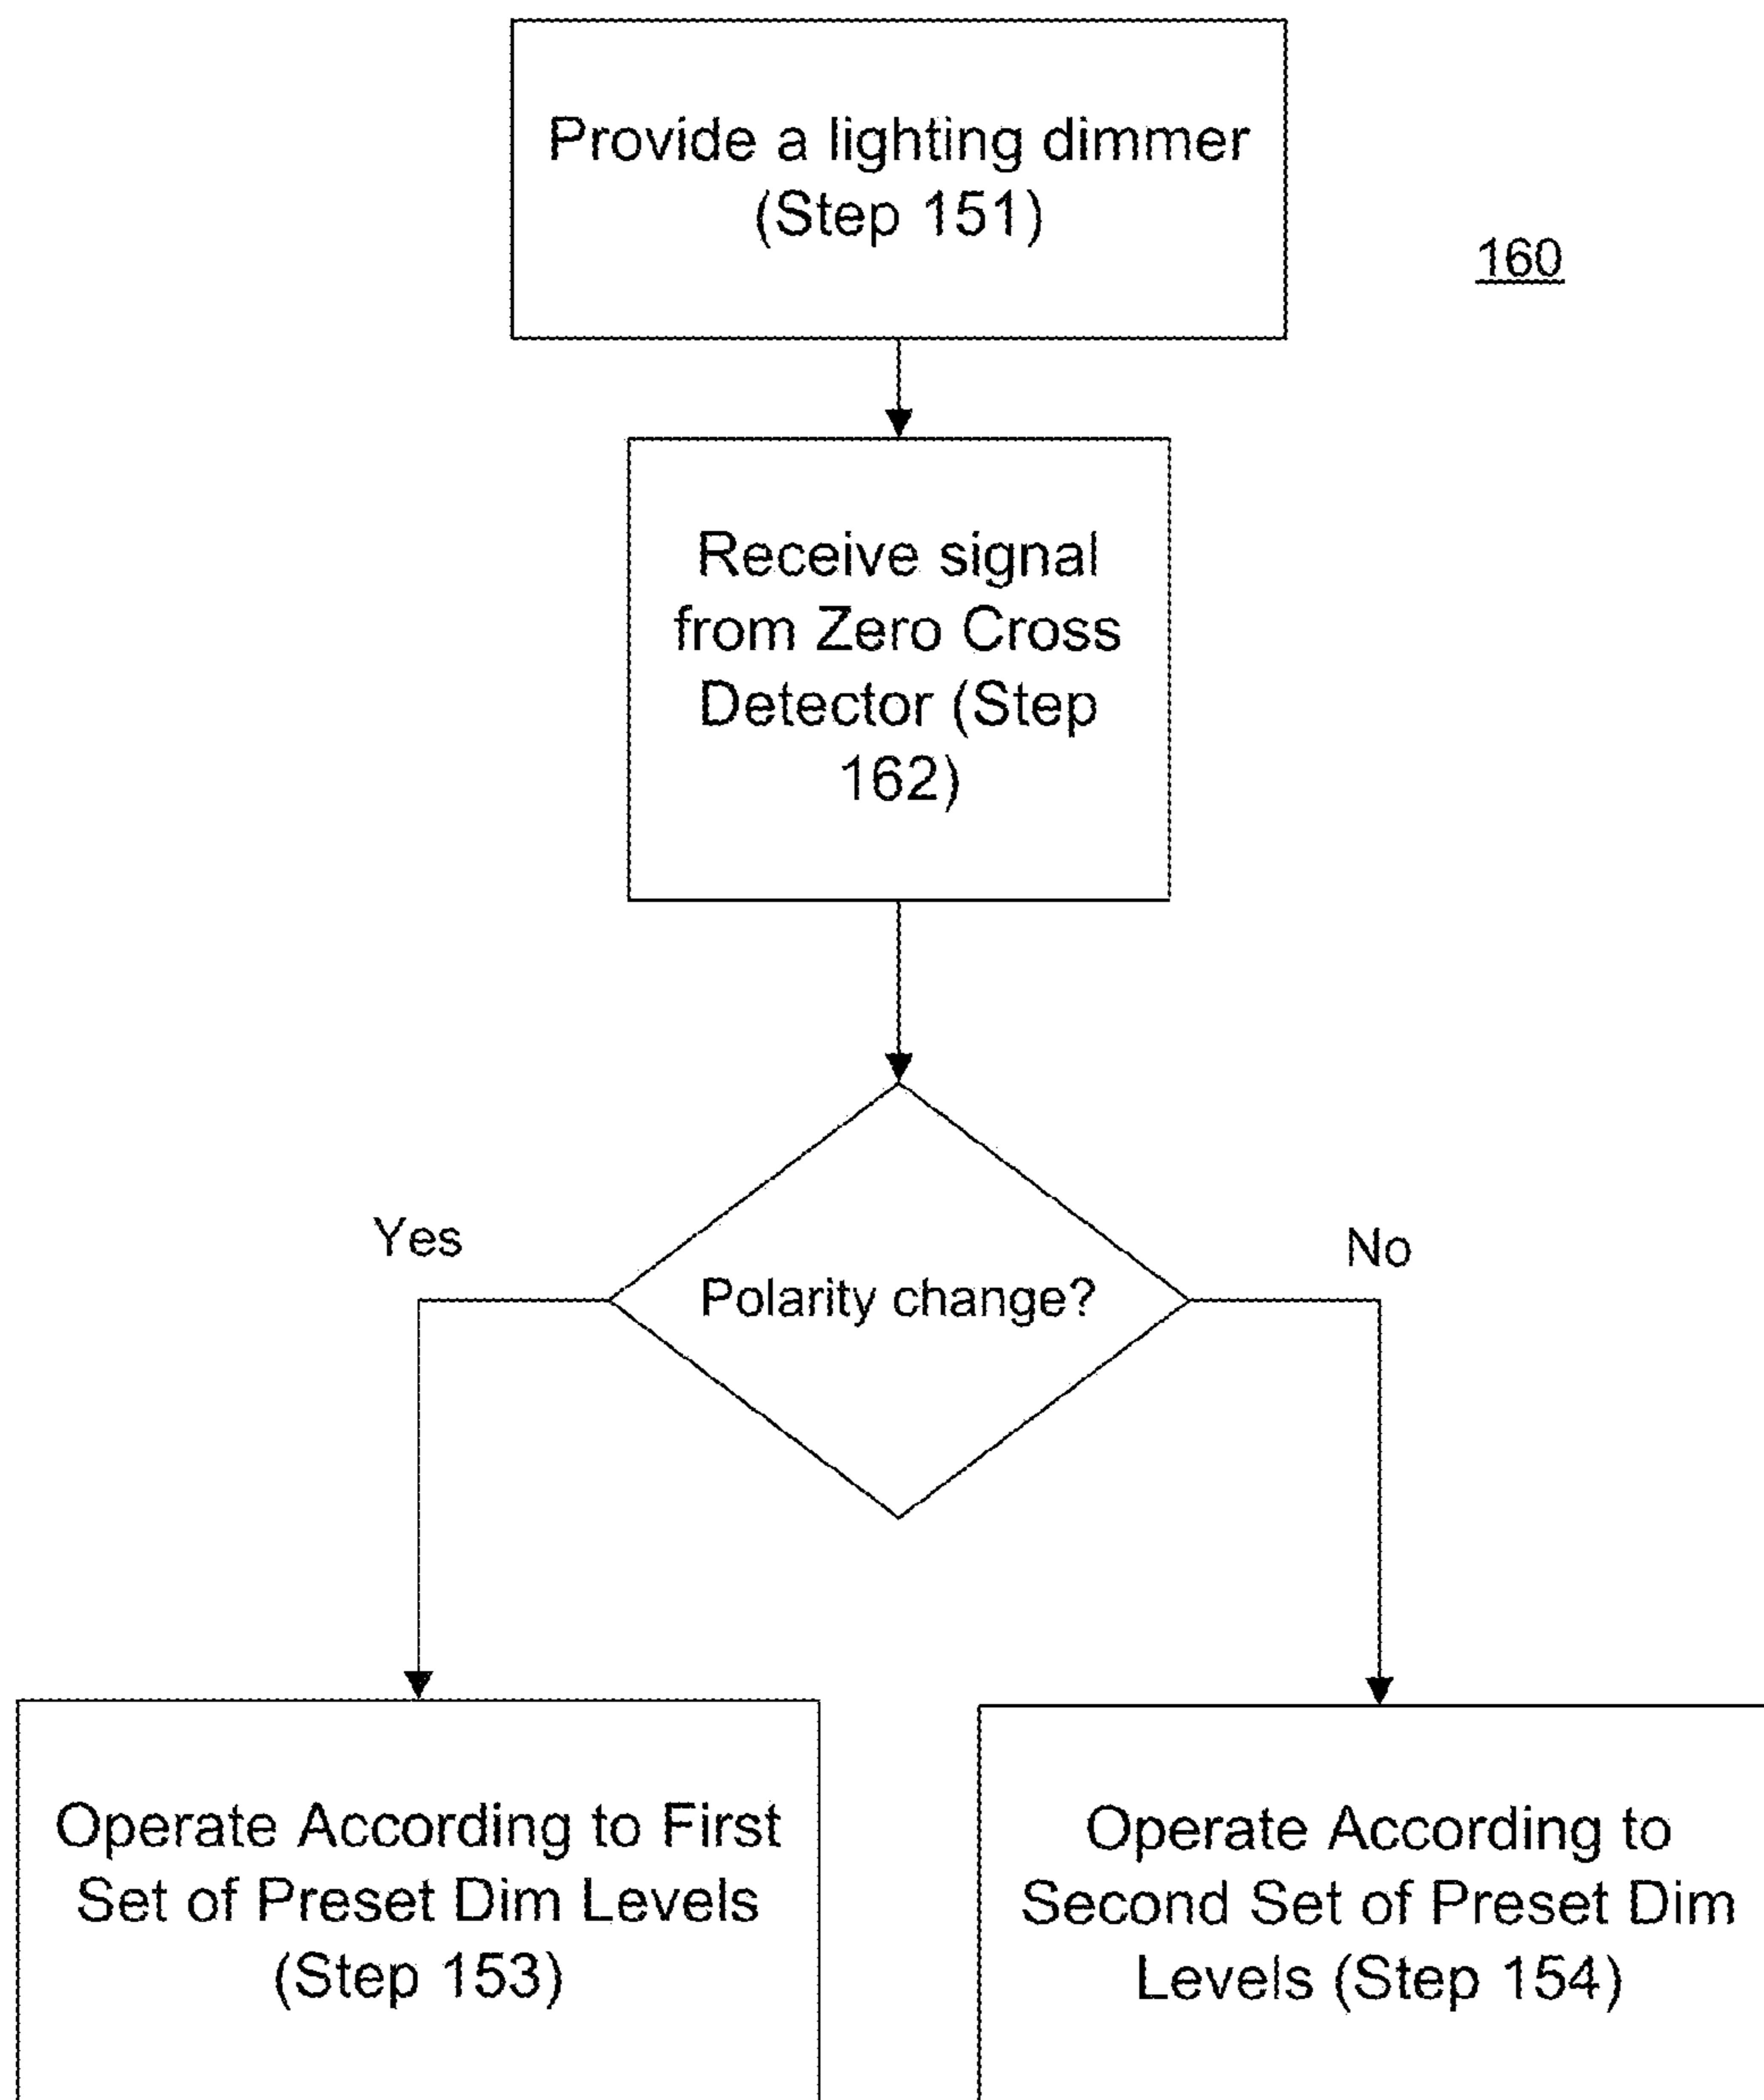 Provide a lighting dimmer
(Step 151)
160
Receive signal
from Zero Cross
Detector (Step
162)
Yes
No
Polarity change?
Operate According to First
Set of Preset Dim Levels
(Step 153)
Operate According to
Second Set of Preset Dim
Levels (Step 154)